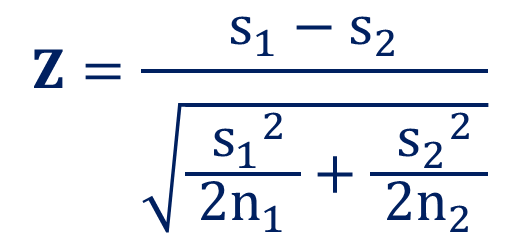 Z = (s₁ − s₂) / √(s₁² / 2n₁ + s₂² / 2n₂)